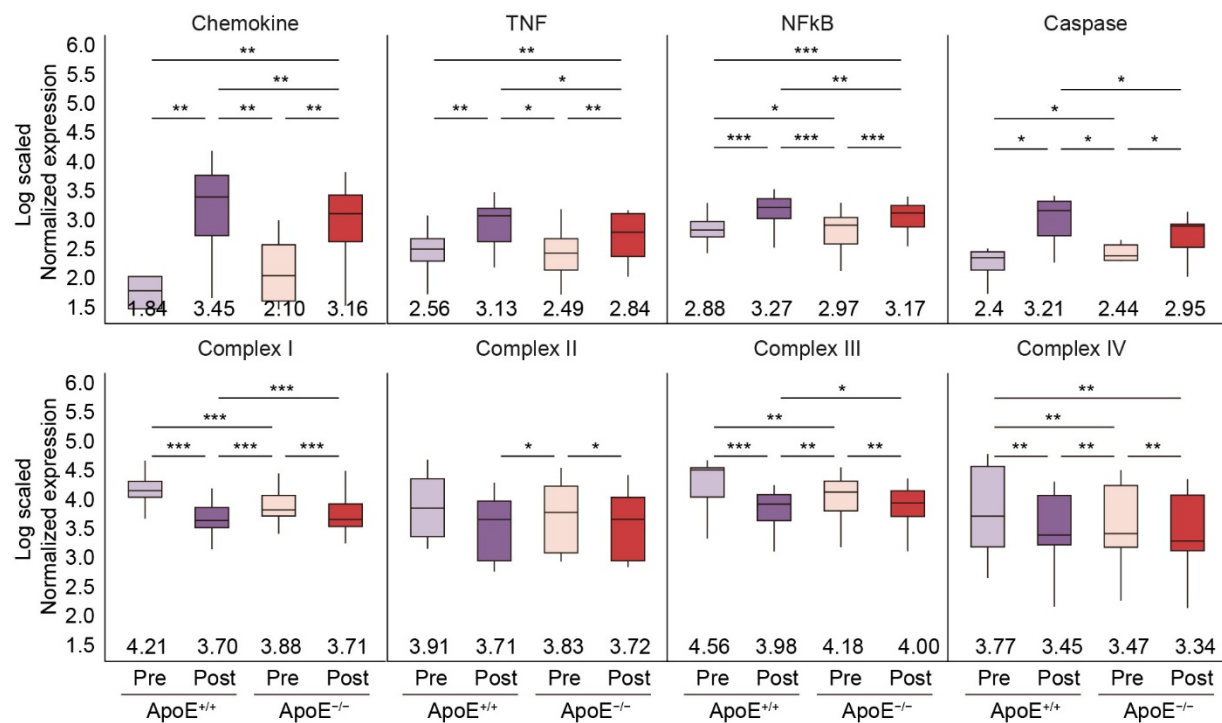 Chemokine TNF NFkB Caspase
Log scaled
Normalized expression
6.0
5.5
5.0
4.5
4.0
3.5
3.0
2.5
2.0
1.5
** ** ** ** **
** * ** * **
*** ** * *** *** ***
* * * * *
1.84 3.45 2.10 3.16
2.56 3.13 2.49 2.84
2.88 3.27 2.97 3.17
2.4 3.21 2.44 2.95
Complex I Complex II Complex III Complex IV
Log scaled
Normalized expression
6.0
5.5
5.0
4.5
4.0
3.5
3.0
2.5
2.0
1.5
*** *** *** *** ***
* *
* ** *** ** **
** ** ** ** **
4.21 3.70 3.88 3.71
3.91 3.71 3.83 3.72
4.56 3.98 4.18 4.00
3.77 3.45 3.47 3.34
Pre Post Pre Post Pre Post Pre Post Pre Post Pre Post Pre Post Pre Post
ApoE+/+ ApoE−/− ApoE+/+ ApoE−/− ApoE+/+ ApoE−/− ApoE+/+ ApoE−/−